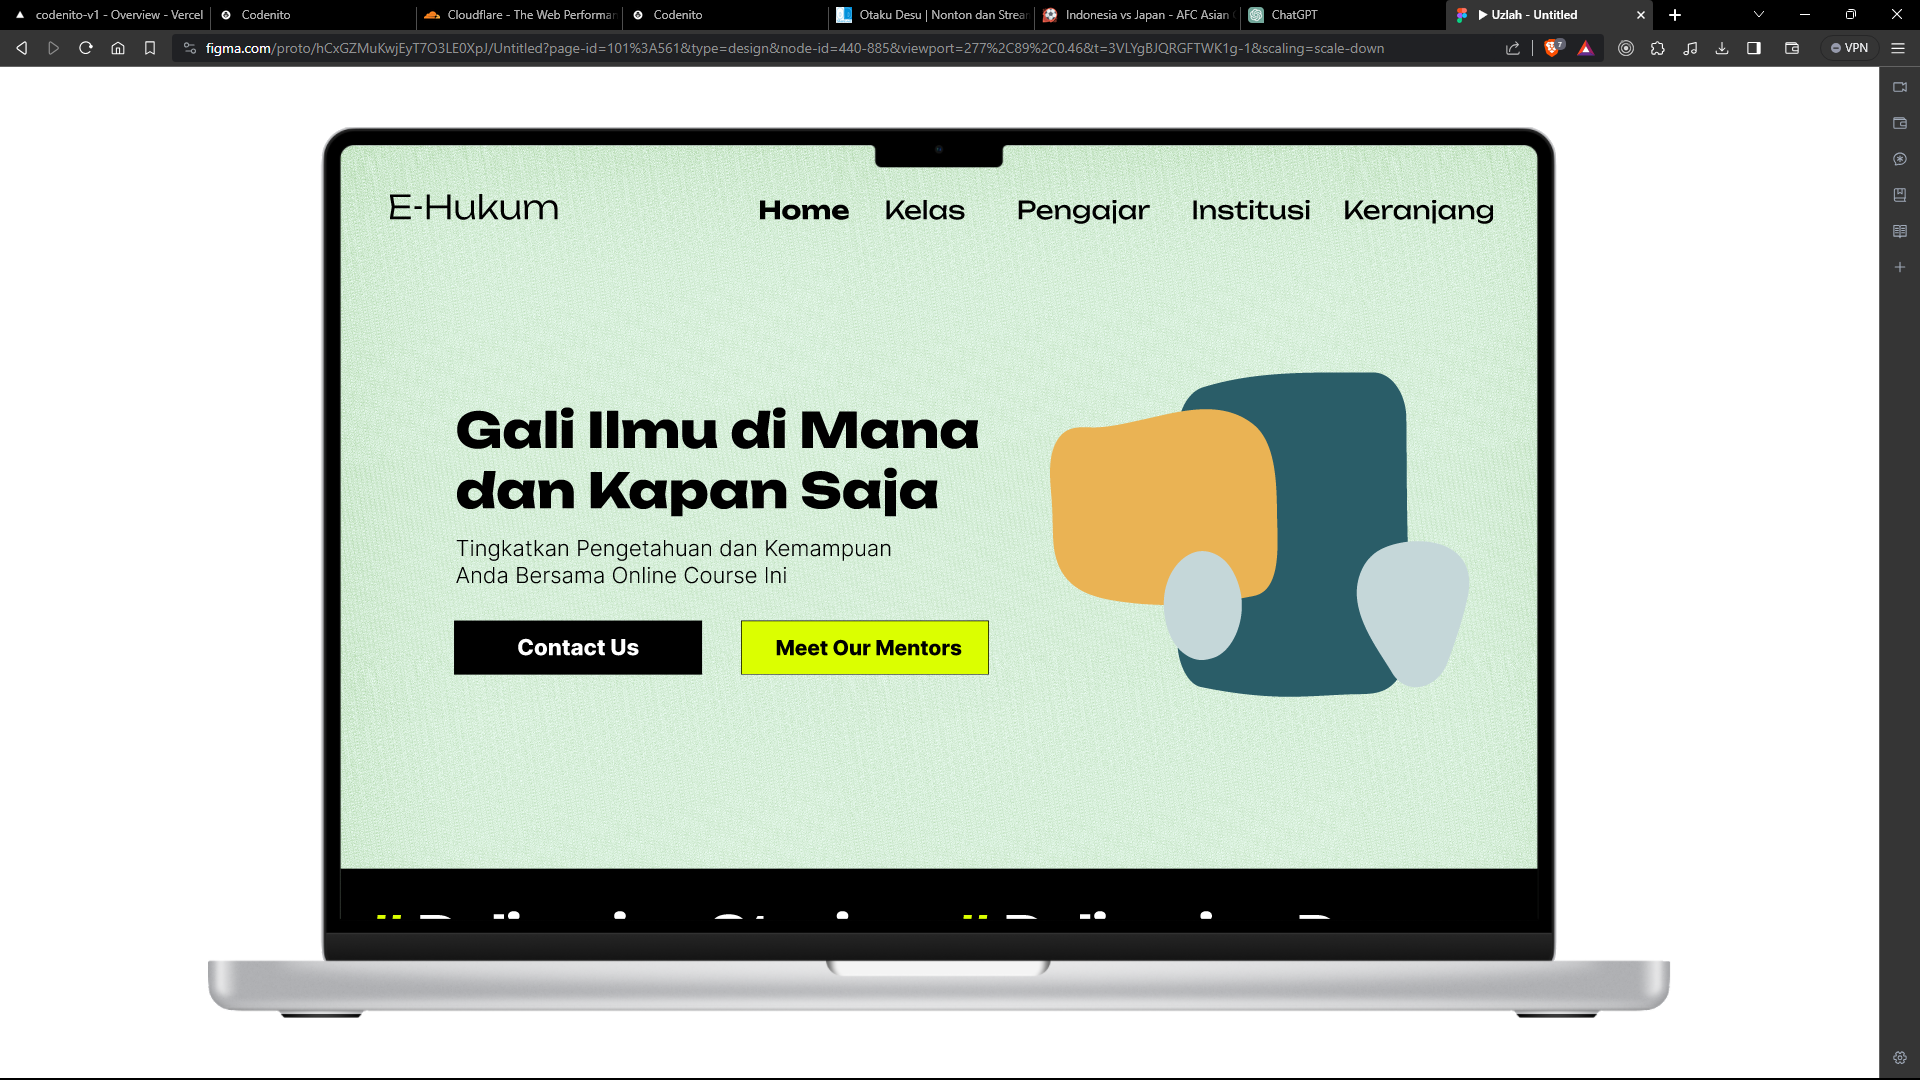 codenito-v1 - Overview - Vercel
Codenito
Cloudflare - The Web Performan
Codenito
Otaku Desu | Nonton dan Strear
Indonesia vs Japan - AFC Asian
ChatGPT
Uzlah - Untitled
figma.com/proto/hCxGZMuKwjEyT7O3LE0XpJ/Untitled?page-id=101%3A561&type=design&node-id=440-885&viewport=277%2C89%2C0.46&t=3VLYgBJQRGFTWK1g-1&scaling=scale-down
7
VPN
E-Hukum
Home Kelas Pengajar Institusi Keranjang
Gali Ilmu di Mana
dan Kapan Saja
Tingkatkan Pengetahuan dan Kemampuan
Anda Bersama Online Course Ini
Contact Us
Meet Our Mentors